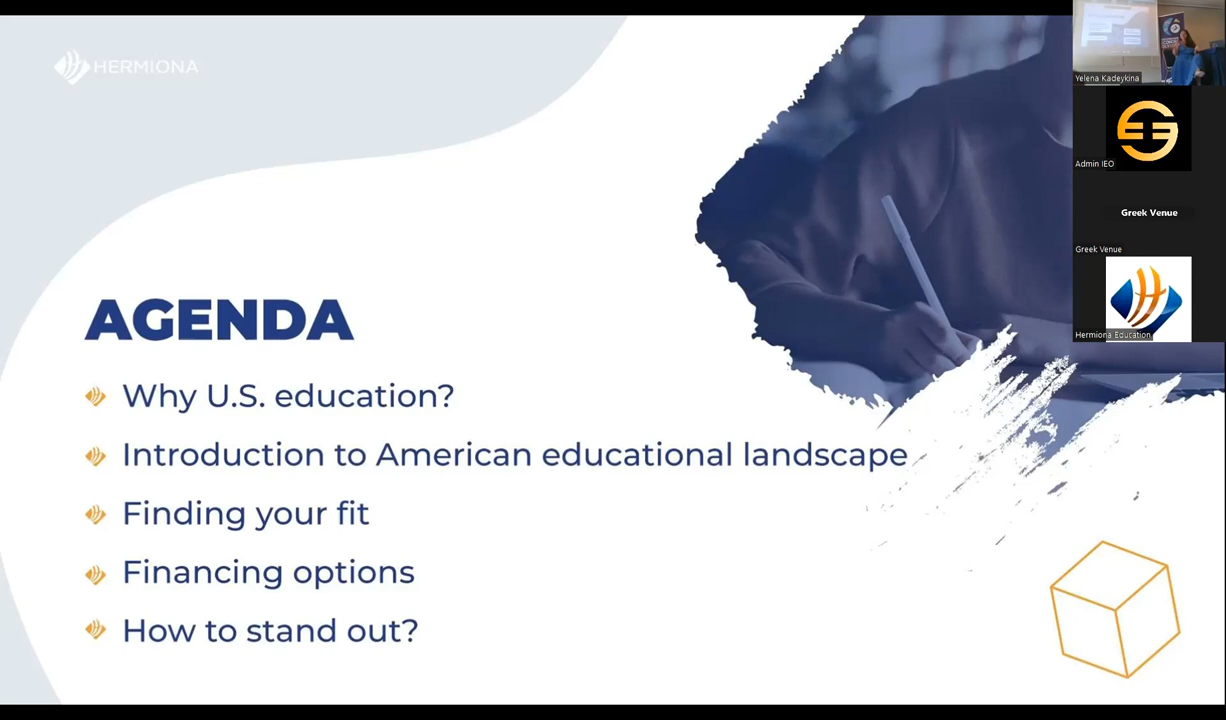 HERMIONA
AGENDA
Why U.S. education?
Introduction to American educational landscape
Finding your fit
Financing options
How to stand out?
Yelena Kadeykina
Admin IEO
Greek Venue
Greek Venue
Hermiona Education